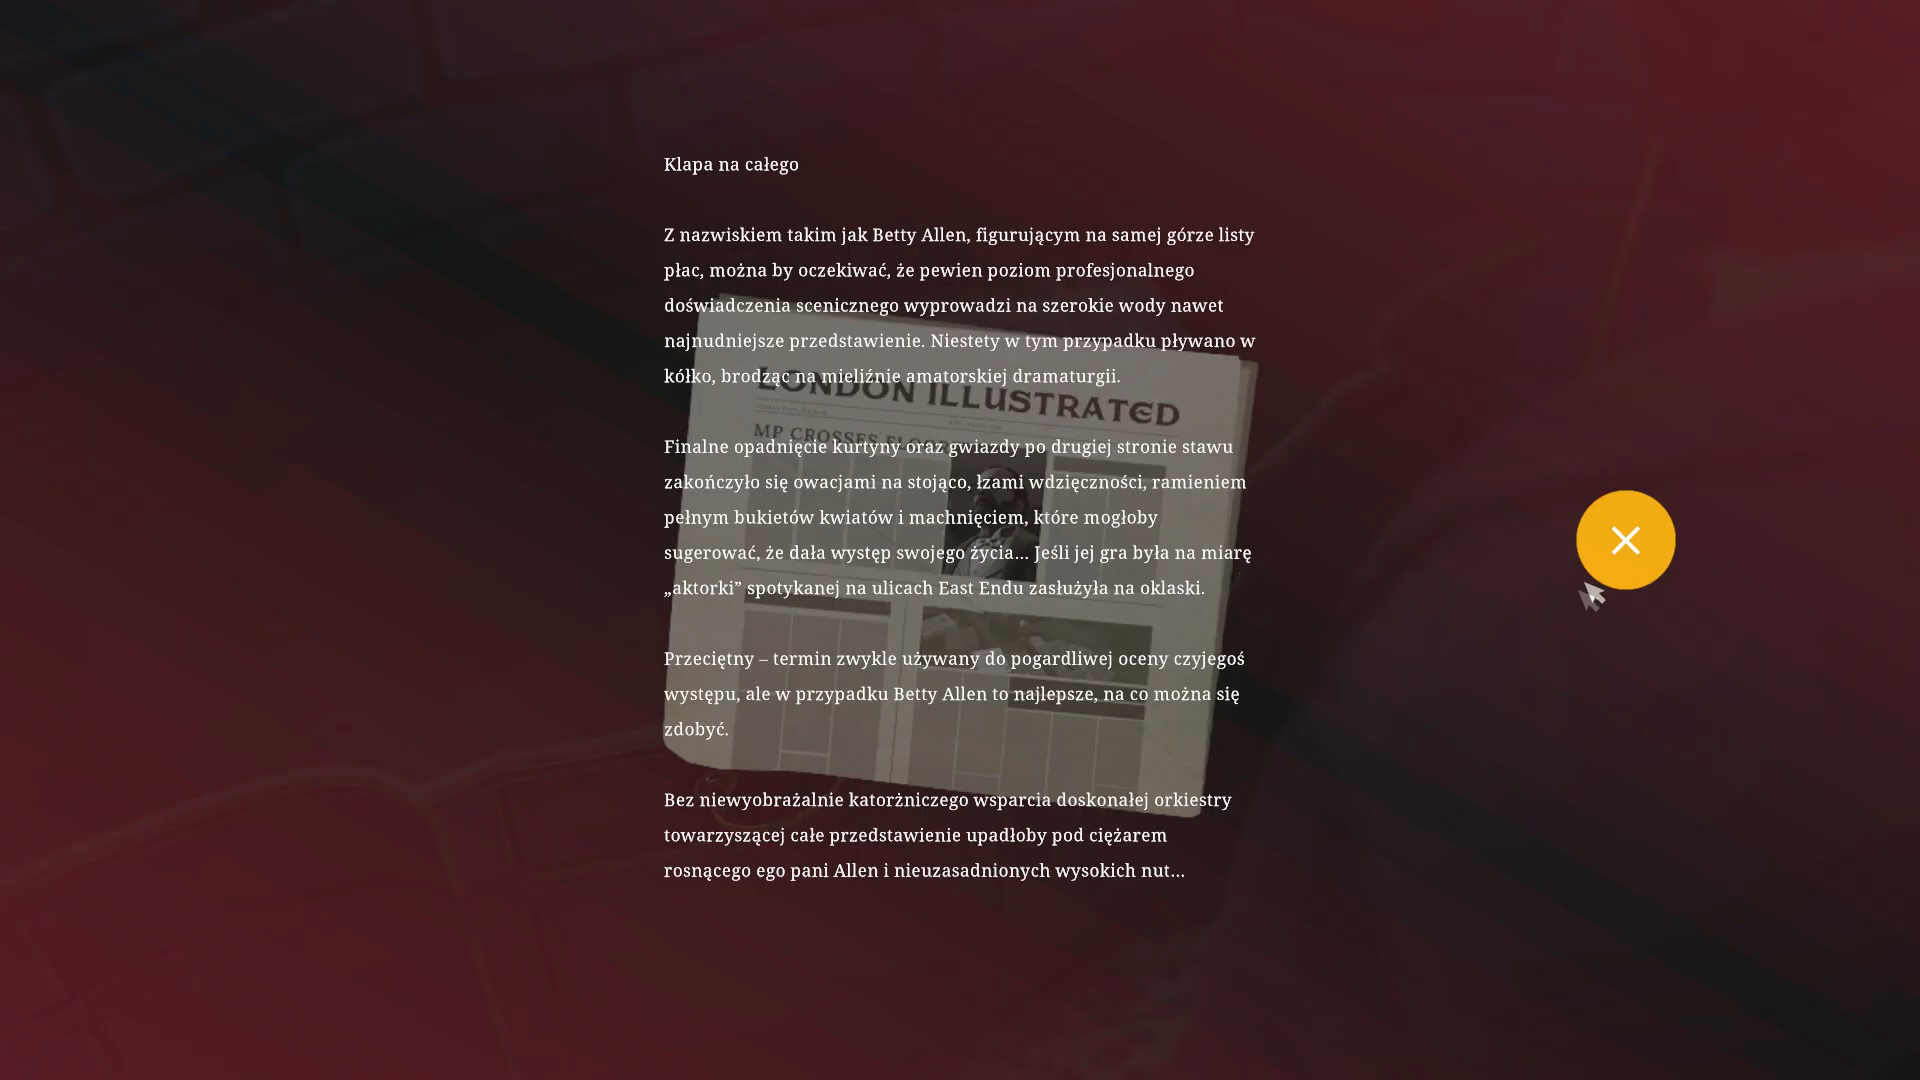 Klapa na całego
Z nazwiskiem takim jak Betty Allen, figurującym na samej górze listy
płac, można by oczekiwać, że pewien poziom profesjonalnego
doświadczenia scenicznego wyprowadzi na szerokie wody nawet
najnudniejsze przedstawienie. Niestety w tym przypadku pływano w
kółko, brodząc na mieliźnie amatorskiej dramaturgii.
LONDON ILLUSTRATED
MP CROSSES
Finalne opadnięcie kurtyny oraz gwiazdy po drugiej stronie stawu
zakończyło się owacjami na stojąco, łzami wdzięczności, ramieniem
pełnym bukietów kwiatów i machnięciem, które mogłoby
sugerować, że dała występ swojego życia... Jeśli jej gra była na miarę
„aktorki” spotykanej na ulicach East Endu zasłużyła na oklaski.
Przeciętny – termin zwykle używany do pogardliwej oceny czyjegoś
występu, ale w przypadku Betty Allen to najlepsze, na co można się
zdobyć.
Bez niewyobrażalnie katorżniczego wsparcia doskonałej orkiestry
towarzyszącej całe przedstawienie upadłoby pod ciężarem
rosnącego ego pani Allen i nieuzasadnionych wysokich nut...